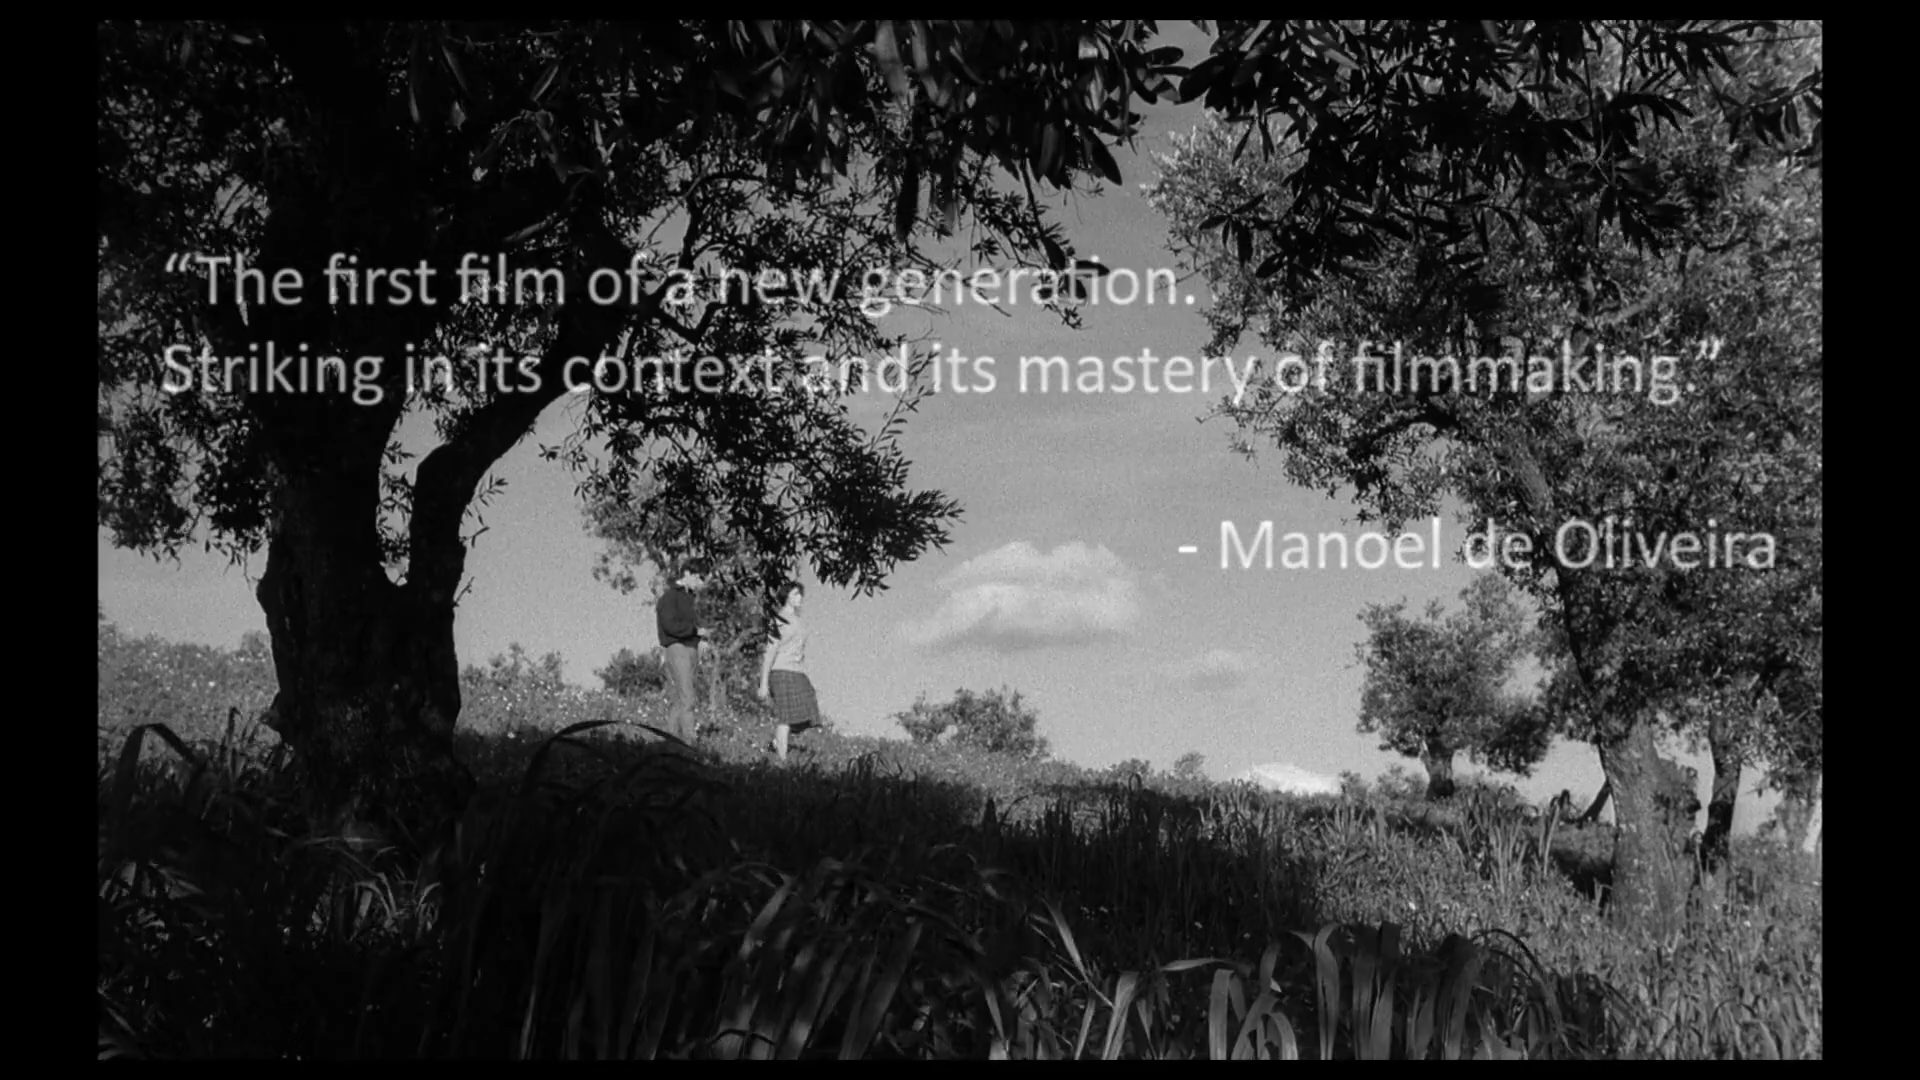 “The first film of a new generation.
Striking in its context and its mastery of filmmaking.”
- Manoel de Oliveira